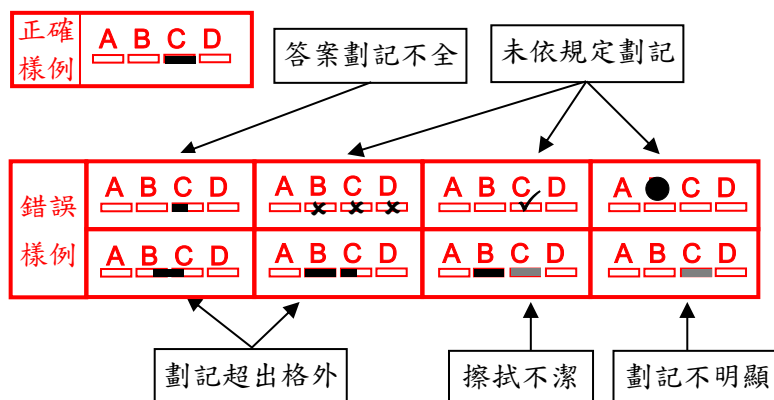 正確
樣例
A B C D
答案劃記不全
未依規定劃記
錯誤
樣例
A B C D
A B C D
A B C D
A C D
A B C D
A B C D
A B C D
A B C D
劃記超出格外
擦拭不潔
劃記不明顯